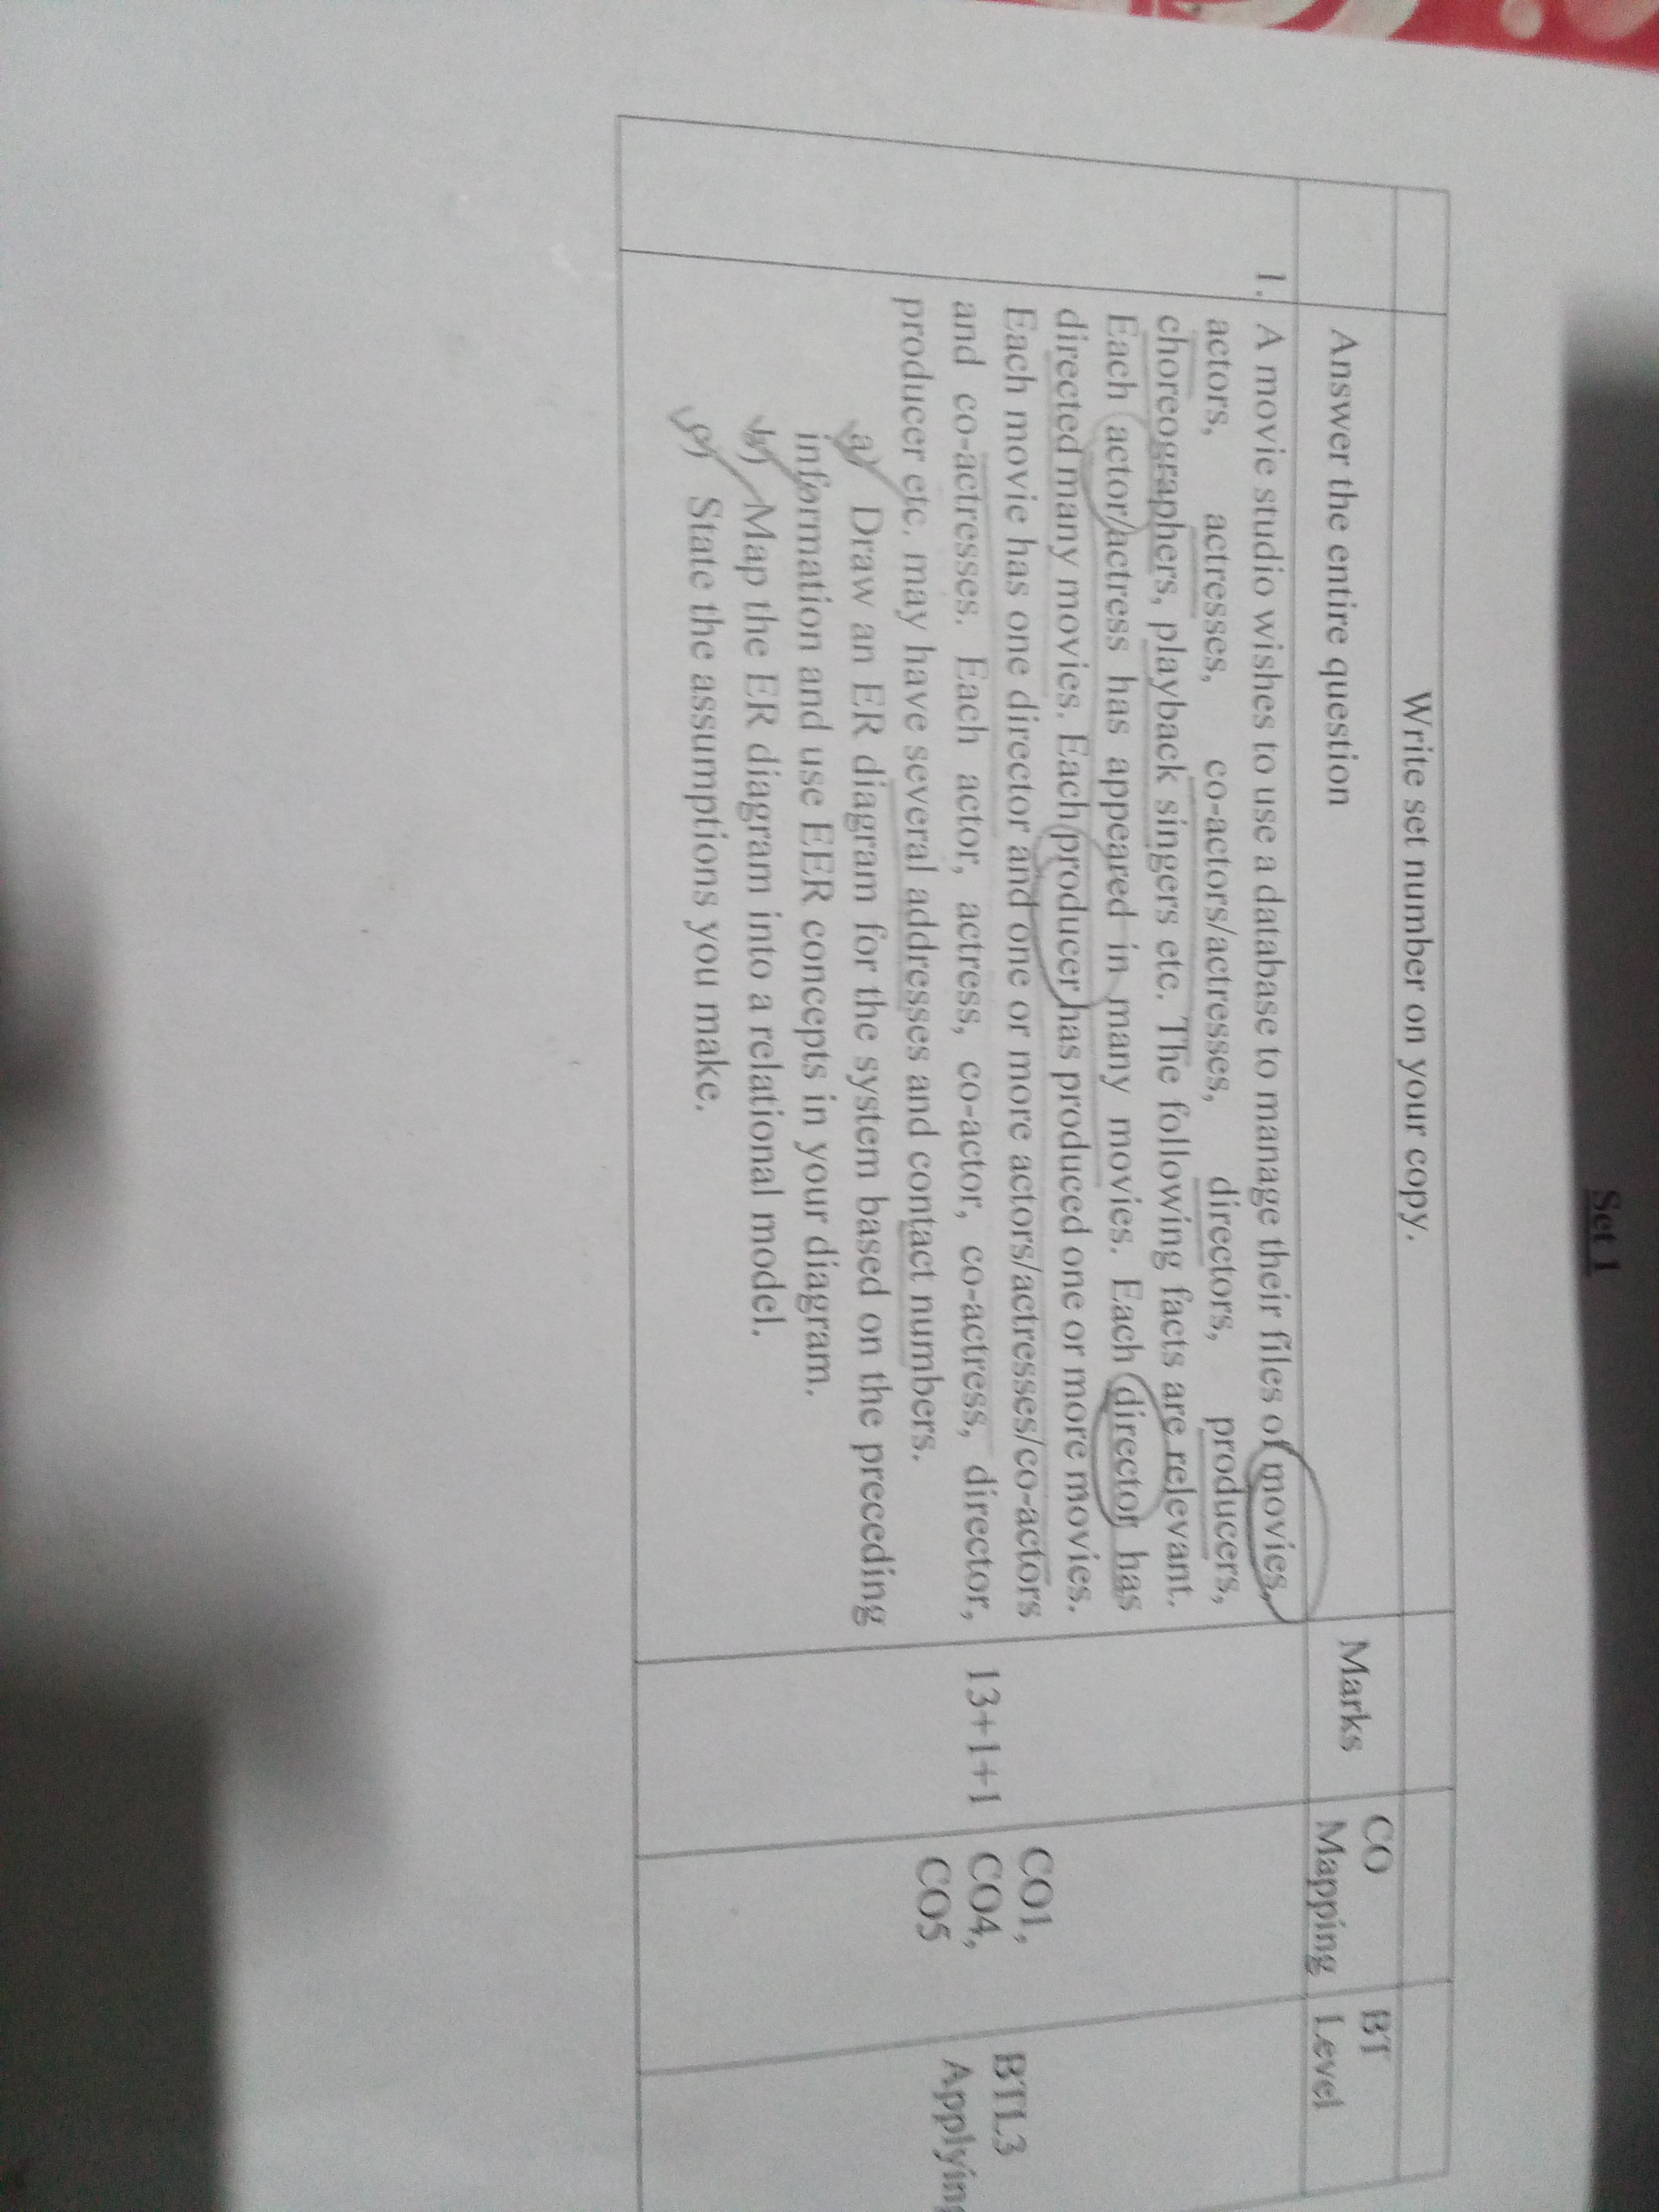 Set 1
Write set number on your copy.
Answer the entire question
Marks
CO
Mapping
BT
Level
1. A movie studio wishes to use a database to manage their files of movies,
actors, actresses, co-actors/actresses, directors, producers,
choreographers, playback singers etc. The following facts are relevant.
Each actor/actress has appeared in many movies. Each director has
directed many movies. Each producer has produced one or more movies.
Each movie has one director and one or more actors/actresses/co-actors
and co-actresses. Each actor, actress, co-actor, co-actress, director,
producer etc. may have several addresses and contact numbers.
a) Draw an ER diagram for the system based on the preceding
information and use EER concepts in your diagram.
b) Map the ER diagram into a relational model.
c) State the assumptions you make.
13+1+1
CO1,
CO4,
CO5
BTL3
Applying